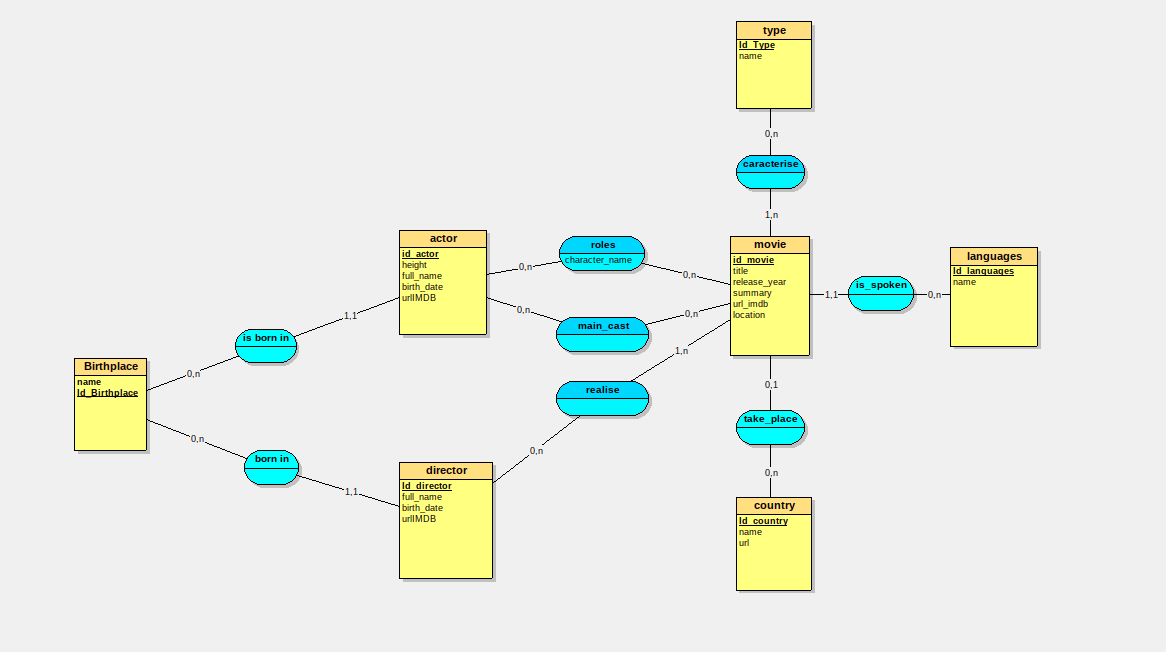 type
Id_Type
name
0,n
caracterise
1,n
actor
id_actor
height
full_name
birth_date
urlIMDB
0,n
roles
character_name
0,n
movie
id_movie
title
release_year
summary
url_imdb
location
1,1
is_spoken
0,n
languages
Id_languages
name
0,n
main_cast
0,n
1,1
is born in
0,n
Birthplace
name
Id_Birthplace
1,n
realise
0,n
0,1
take_place
0,n
0,n
born in
1,1
director
Id_director
full_name
birth_date
urlIMDB
country
Id_country
name
url